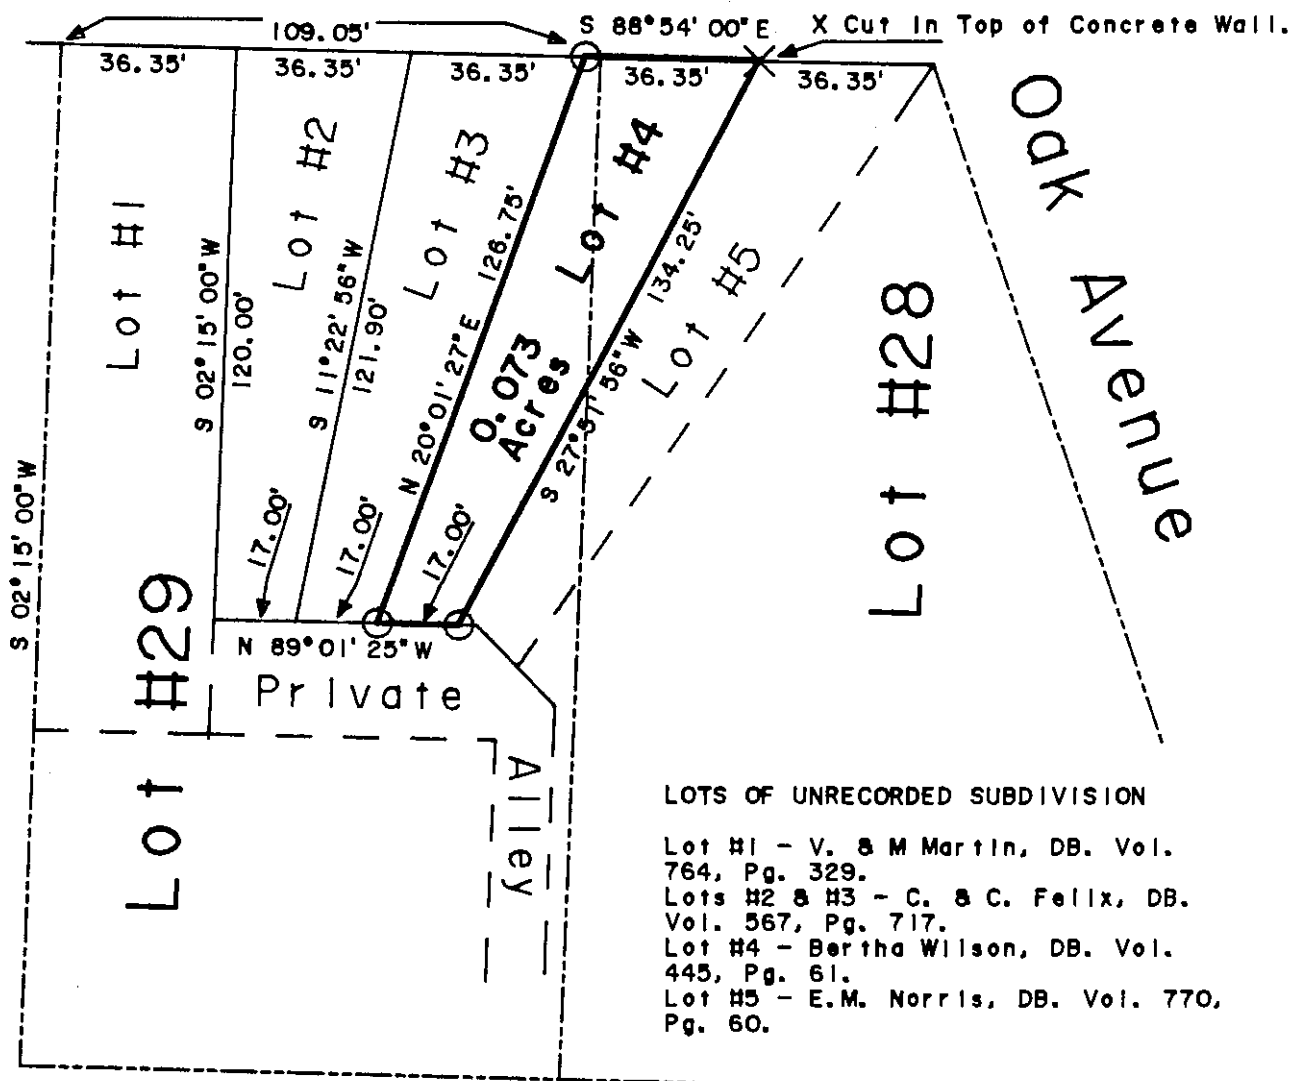 S 88°54'00"E X Cut In Top of Concrete Wall.
109.05'
36.35' 36.35' 36.35' 36.35' 36.35'
Oak Avenue
Lot #1
Lot #2
Lot #3
Lot #4
Lot #5
S 02°15'00"W
120.00'
S 11°22'56"W
121.90'
N 20°01'27"E 126.75'
0.073
Acres
S 27°51'56"W 134.25'
Lot #28
S 02°15'00"W
17.00' 17.00' 17.00'
N 89°01'25"W
Private
Alley
Lot #29
LOTS OF UNRECORDED SUBDIVISION
Lot #1 - V. & M Martin, DB. Vol.
764, Pg. 329.
Lots #2 & #3 - C. & C. Felix, DB.
Vol. 567, Pg. 717.
Lot #4 - Bertha Wilson, DB. Vol.
445, Pg. 61.
Lot #5 - E.M. Norris, DB. Vol. 770,
Pg. 60.